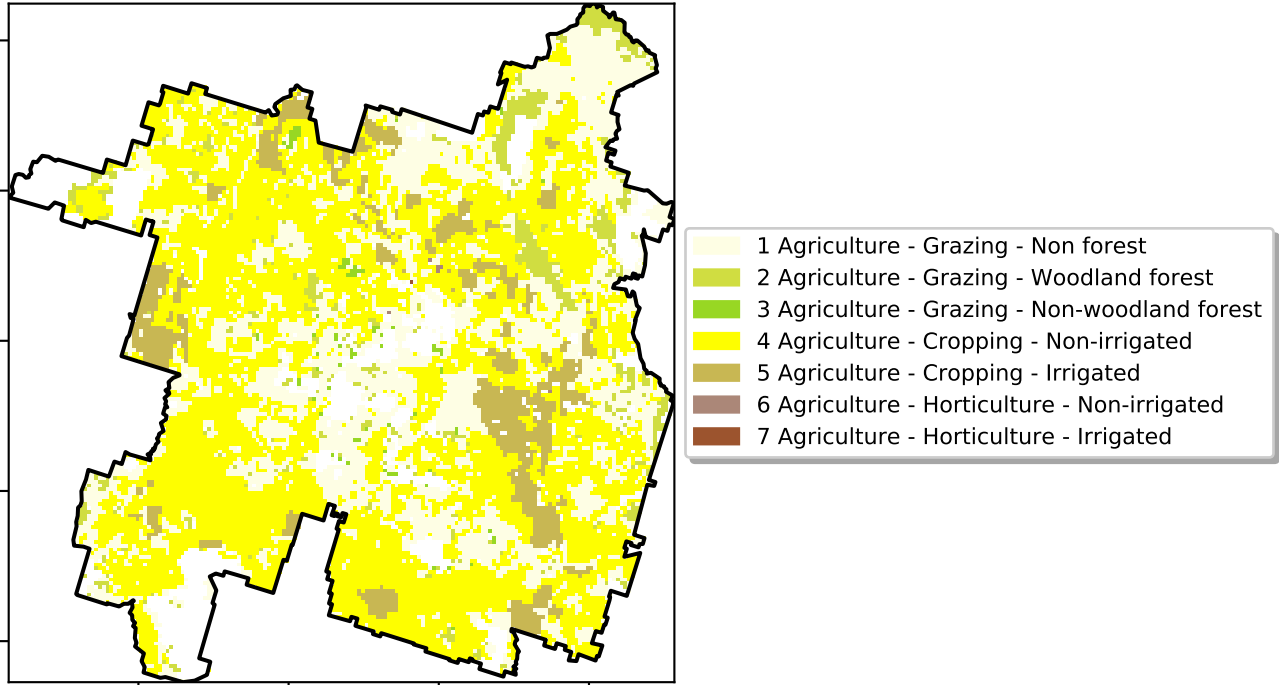 1 Agriculture - Grazing - Non forest
2 Agriculture - Grazing - Woodland forest
3 Agriculture - Grazing - Non-woodland forest
4 Agriculture - Cropping - Non-irrigated
5 Agriculture - Cropping - Irrigated
6 Agriculture - Horticulture - Non-irrigated
7 Agriculture - Horticulture - Irrigated